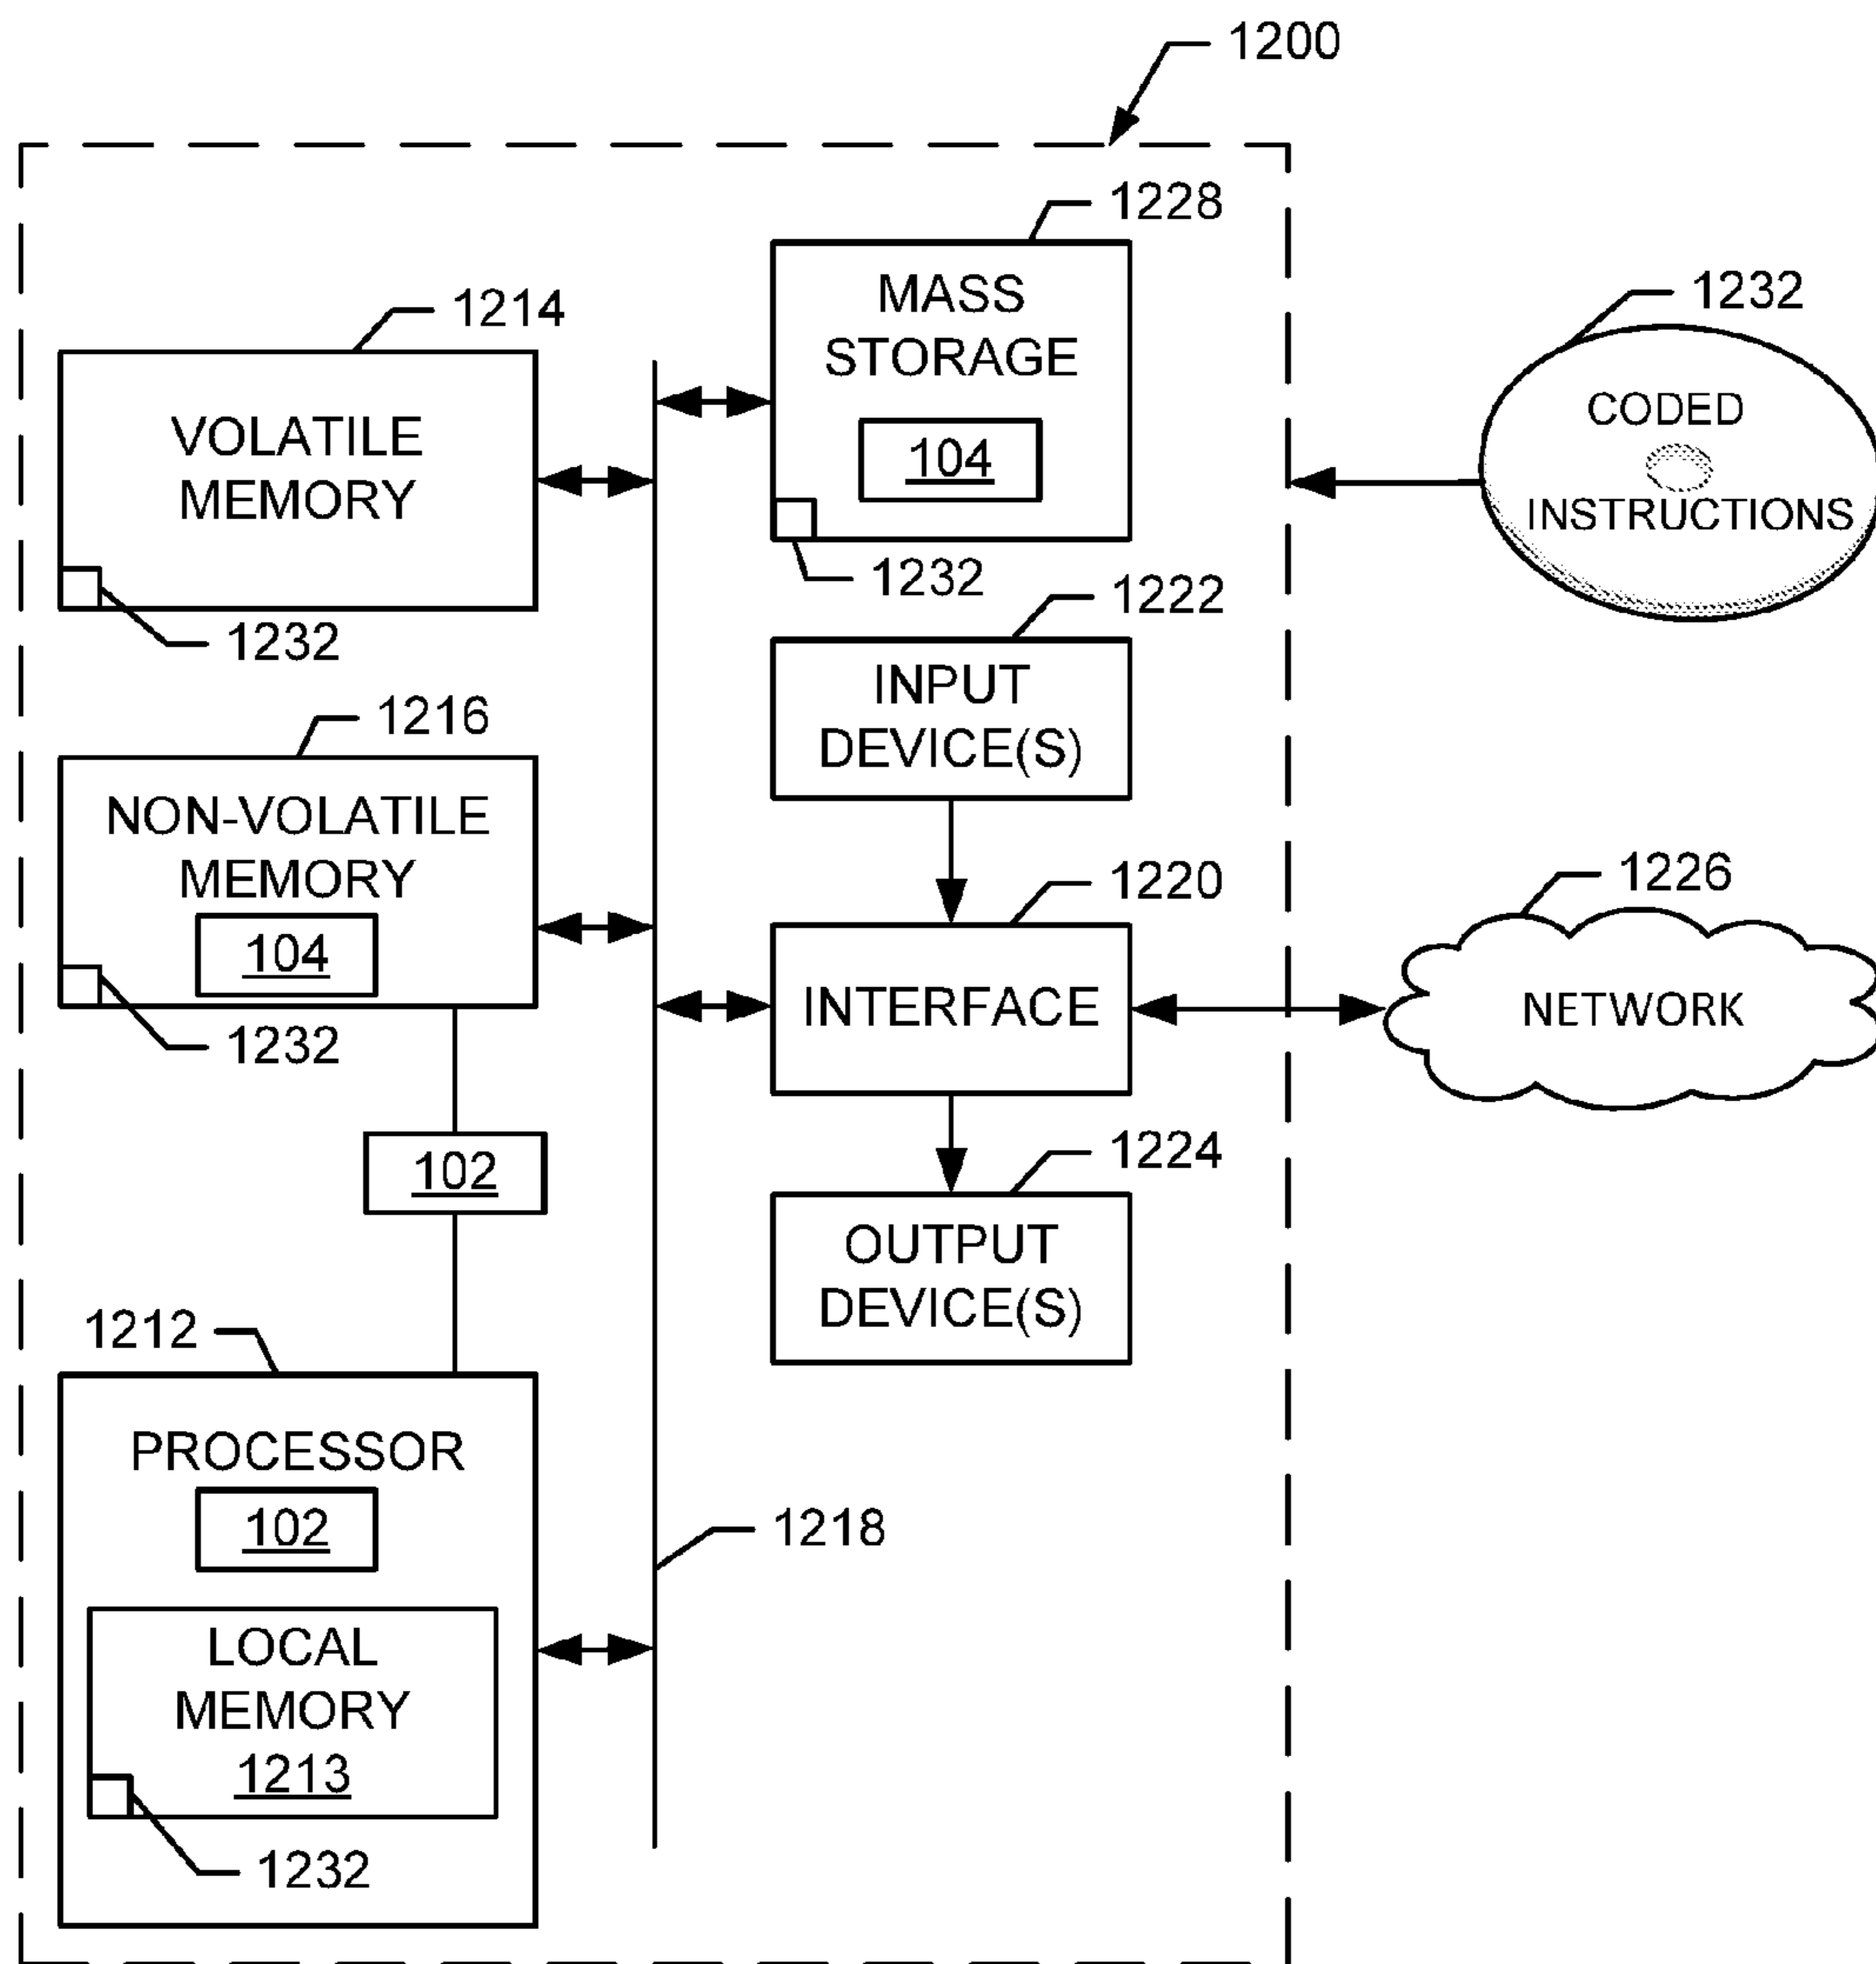 1200
1228
MASS
STORAGE
104
1232
1214
VOLATILE
MEMORY
1232
1232
CODED
INSTRUCTIONS
1222
INPUT
DEVICE(S)
1216
NON-VOLATILE
MEMORY
104
1232
1220
INTERFACE
1226
NETWORK
102
1224
OUTPUT
DEVICE(S)
1212
PROCESSOR
102
LOCAL
MEMORY
1213
1232
1218